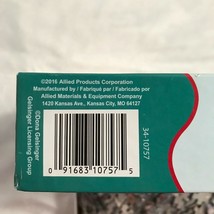 ©2016 Allied Products Corporation
Manufactured by / Fabriqué par / Fabricado por
Allied Materials & Equipment Company
1420 Kansas Ave., Kansas City, MO 64127
©Dona Gelsinger
Gelsinger Licensing Group
34-10757
0 91683 10757 5